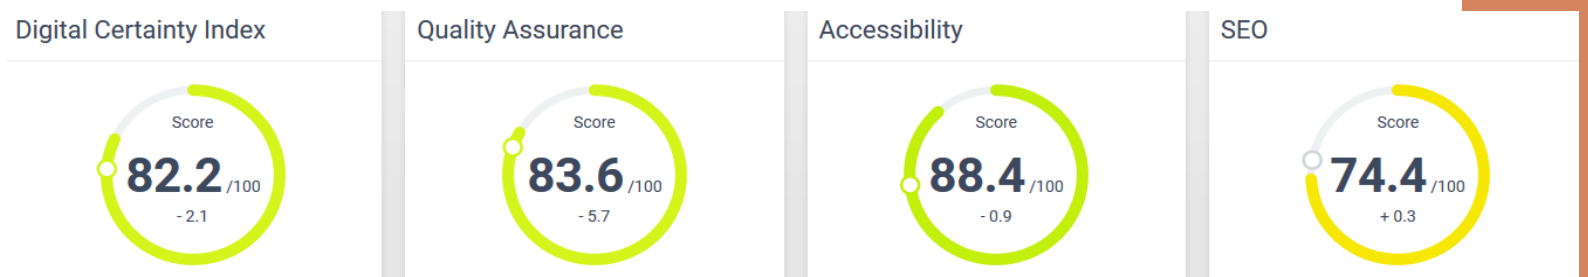 Digital Certainty Index
Score
82.2 /100
- 2.1
Quality Assurance
Score
83.6 /100
- 5.7
Accessibility
Score
88.4 /100
- 0.9
SEO
Score
74.4 /100
+ 0.3